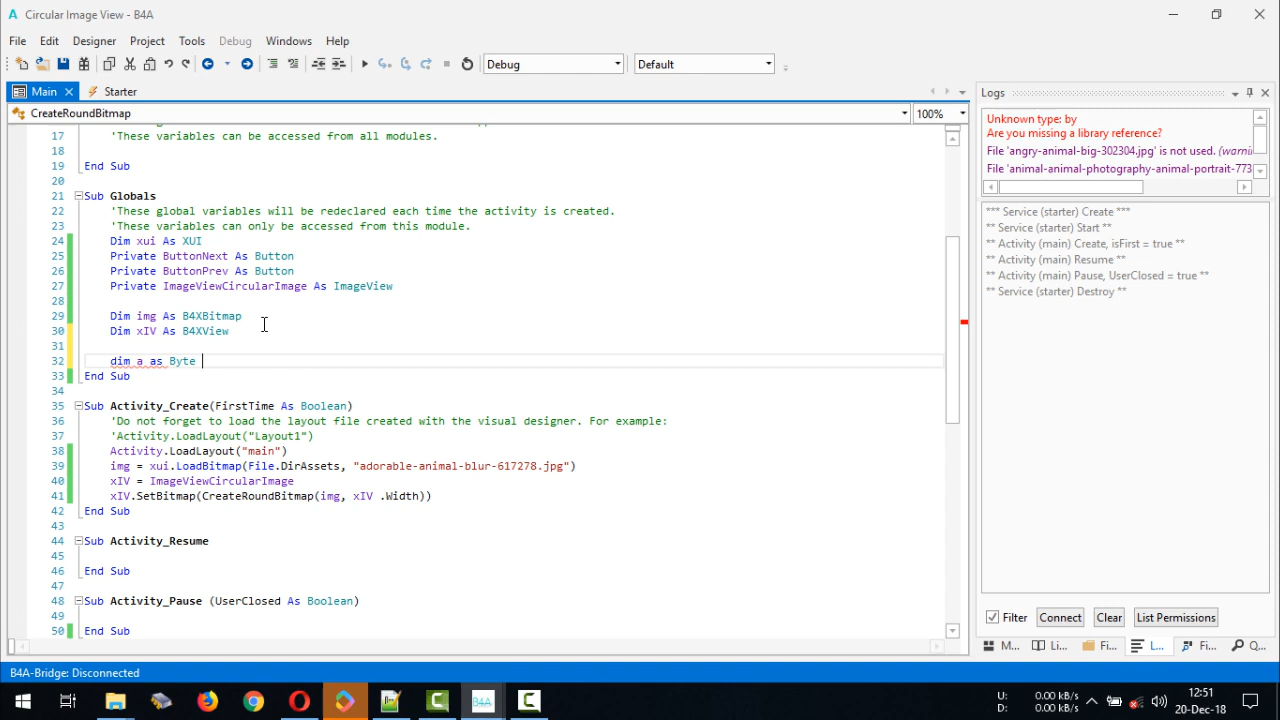 Circular Image View - B4A
File Edit Designer Project Tools Debug Windows Help
Debug Default
Main Starter
CreateRoundBitmap 100%
17 'These variables can be accessed from all modules.
18
19 End Sub
20
21 Sub Globals
22 'These global variables will be redeclared each time the activity is created.
23 'These variables can only be accessed from this module.
24 Dim xui As XUI
25 Private ButtonNext As Button
26 Private ButtonPrev As Button
27 Private ImageViewCircularImage As ImageView
28
29 Dim img As B4XBitmap
30 Dim xIV As B4XView
31
32 dim a as Byte
33 End Sub
34
35 Sub Activity_Create(FirstTime As Boolean)
36 'Do not forget to load the layout file created with the visual designer. For example:
37 'Activity.LoadLayout("Layout1")
38 Activity.LoadLayout("main")
39 img = xui.LoadBitmap(File.DirAssets, "adorable-animal-blur-617278.jpg")
40 xIV = ImageViewCircularImage
41 xIV.SetBitmap(CreateRoundBitmap(img, xIV .Width))
42 End Sub
43
44 Sub Activity_Resume
45
46 End Sub
47
48 Sub Activity_Pause (UserClosed As Boolean)
49
50 End Sub
Logs
Unknown type: by
Are you missing a library reference?
File 'angry-animal-big-302304.jpg' is not used. (warni
File 'animal-animal-photography-animal-portrait-773
*** Service (starter) Create ***
** Service (starter) Start **
** Activity (main) Create, isFirst = true **
** Activity (main) Resume **
** Activity (main) Pause, UserClosed = true **
** Service (starter) Destroy **
Filter Connect Clear List Permissions
M... Li... Fi... L... Fi... Q...
B4A-Bridge: Disconnected
U: 0.00 kB/s
D: 0.00 kB/s
12:51
20-Dec-18